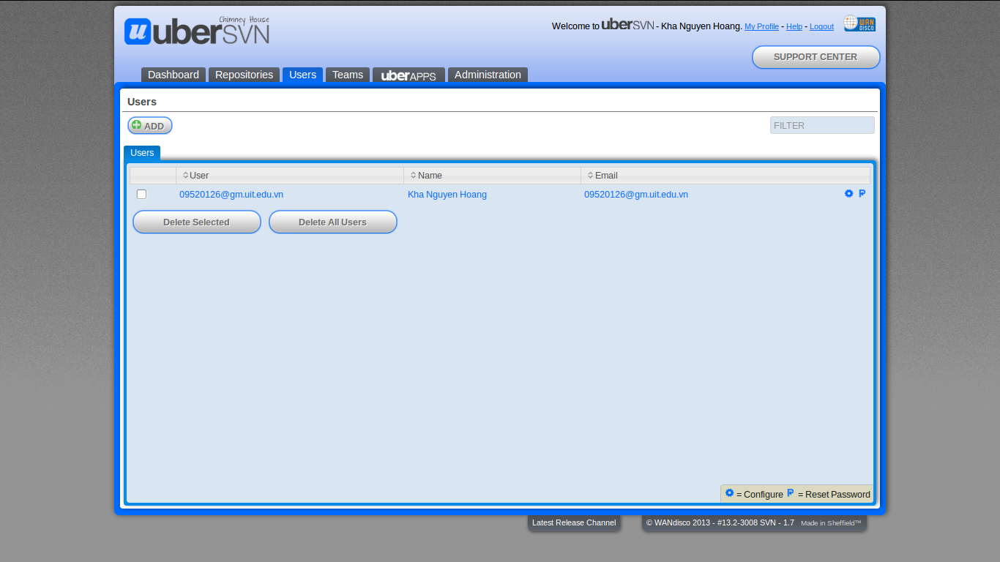 Chimney House
uberSVN
Welcome to uberSVN - Kha Nguyen Hoang. My Profile - Help - Logout
WAN DISCO
SUPPORT CENTER
Dashboard Repositories Users Teams uberAPPS Administration
Users
ADD FILTER
Users
User Name Email
09520126@gm.uit.edu.vn Kha Nguyen Hoang 09520126@gm.uit.edu.vn
Delete Selected Delete All Users
= Configure = Reset Password
Latest Release Channel © WANdisco 2013 - #13.2-3008 SVN - 1.7 Made in Sheffield™